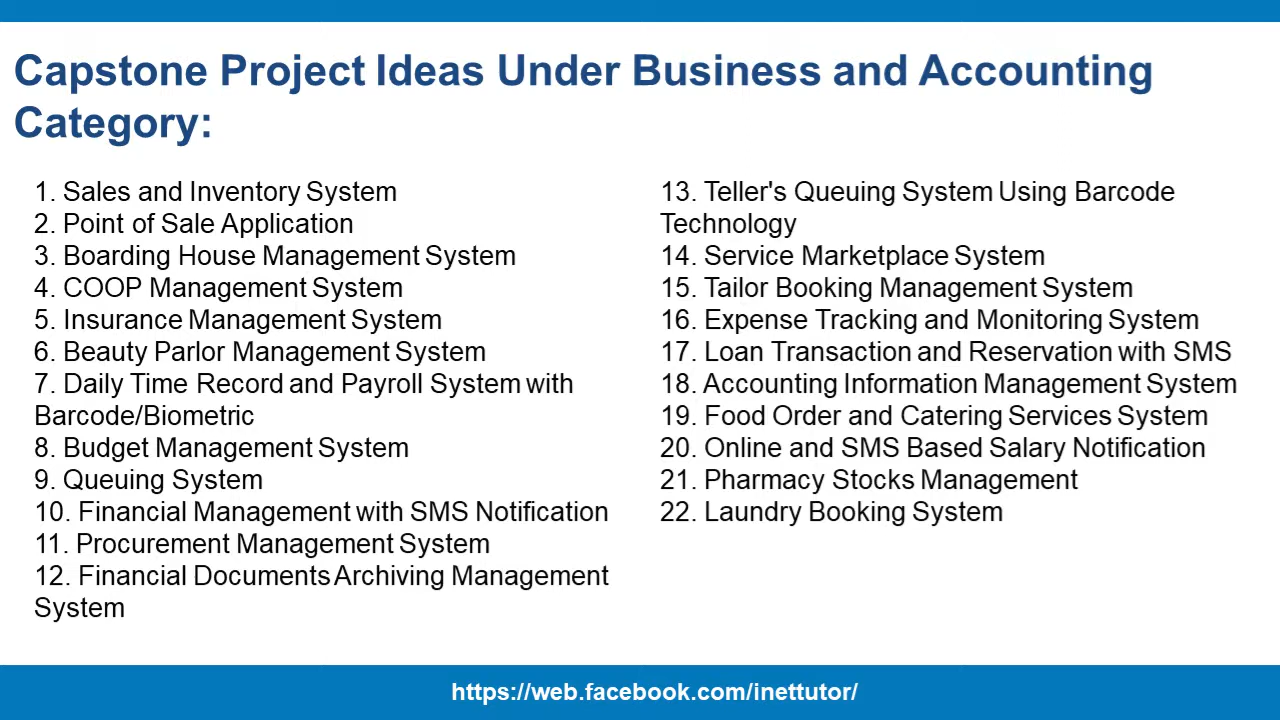 Capstone Project Ideas Under Business and Accounting
Category:
1. Sales and Inventory System
2. Point of Sale Application
3. Boarding House Management System
4. COOP Management System
5. Insurance Management System
6. Beauty Parlor Management System
7. Daily Time Record and Payroll System with
Barcode/Biometric
8. Budget Management System
9. Queuing System
10. Financial Management with SMS Notification
11. Procurement Management System
12. Financial Documents Archiving Management
System
13. Teller's Queuing System Using Barcode
Technology
14. Service Marketplace System
15. Tailor Booking Management System
16. Expense Tracking and Monitoring System
17. Loan Transaction and Reservation with SMS
18. Accounting Information Management System
19. Food Order and Catering Services System
20. Online and SMS Based Salary Notification
21. Pharmacy Stocks Management
22. Laundry Booking System
https://web.facebook.com/inettutor/